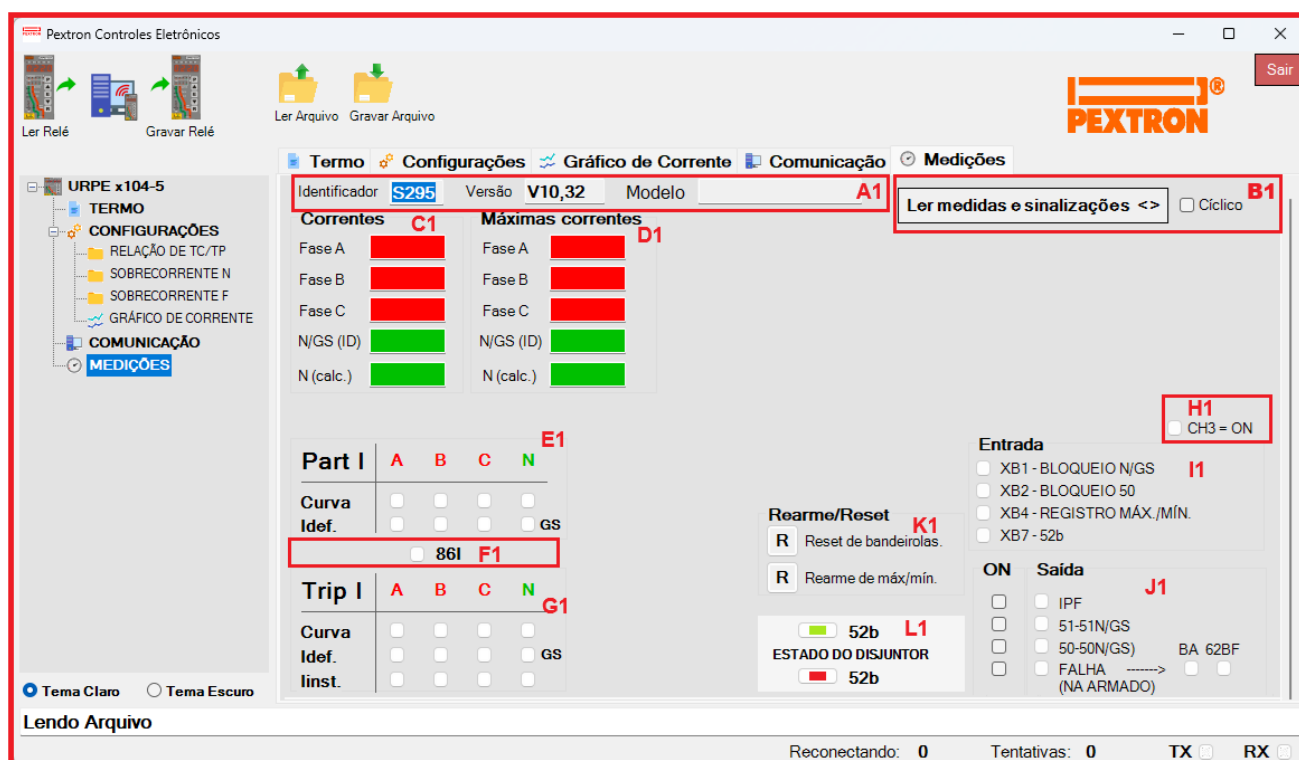 Pextron Controles Eletrônicos
Sair
Ler Relé
Gravar Relé
Ler Arquivo Gravar Arquivo
PEXTRON ®
Termo Configurações Gráfico de Corrente Comunicação Medições
URPE x104-5
TERMO
CONFIGURAÇÕES
RELAÇÃO DE TC/TP
SOBRECORRENTE N
SOBRECORRENTE F
GRÁFICO DE CORRENTE
COMUNICAÇÃO
MEDIÇÕES
Identificador S295 Versão V10,32 Modelo A1
Ler medidas e sinalizações <> Cíclico B1
Correntes C1
Fase A
Fase B
Fase C
N/GS (ID)
N (calc.)
Máximas correntes D1
Fase A
Fase B
Fase C
N/GS (ID)
N (calc.)
E1
Part I A B C N
Curva
Idef. GS
86I F1
Trip I A B C N G1
Curva
Idef. GS
Iinst.
Rearme/Reset K1
R Reset de bandeirolas.
R Rearme de máx/mín.
52b L1
ESTADO DO DISJUNTOR
52b
H1
CH3 = ON
Entrada
XB1 - BLOQUEIO N/GS I1
XB2 - BLOQUEIO 50
XB4 - REGISTRO MÁX./MÍN.
XB7 - 52b
ON Saída J1
IPF
51-51N/GS
50-50N/GS) BA 62BF
FALHA ------->
(NA ARMADO)
Tema Claro Tema Escuro
Lendo Arquivo
Reconectando: 0 Tentativas: 0 TX RX